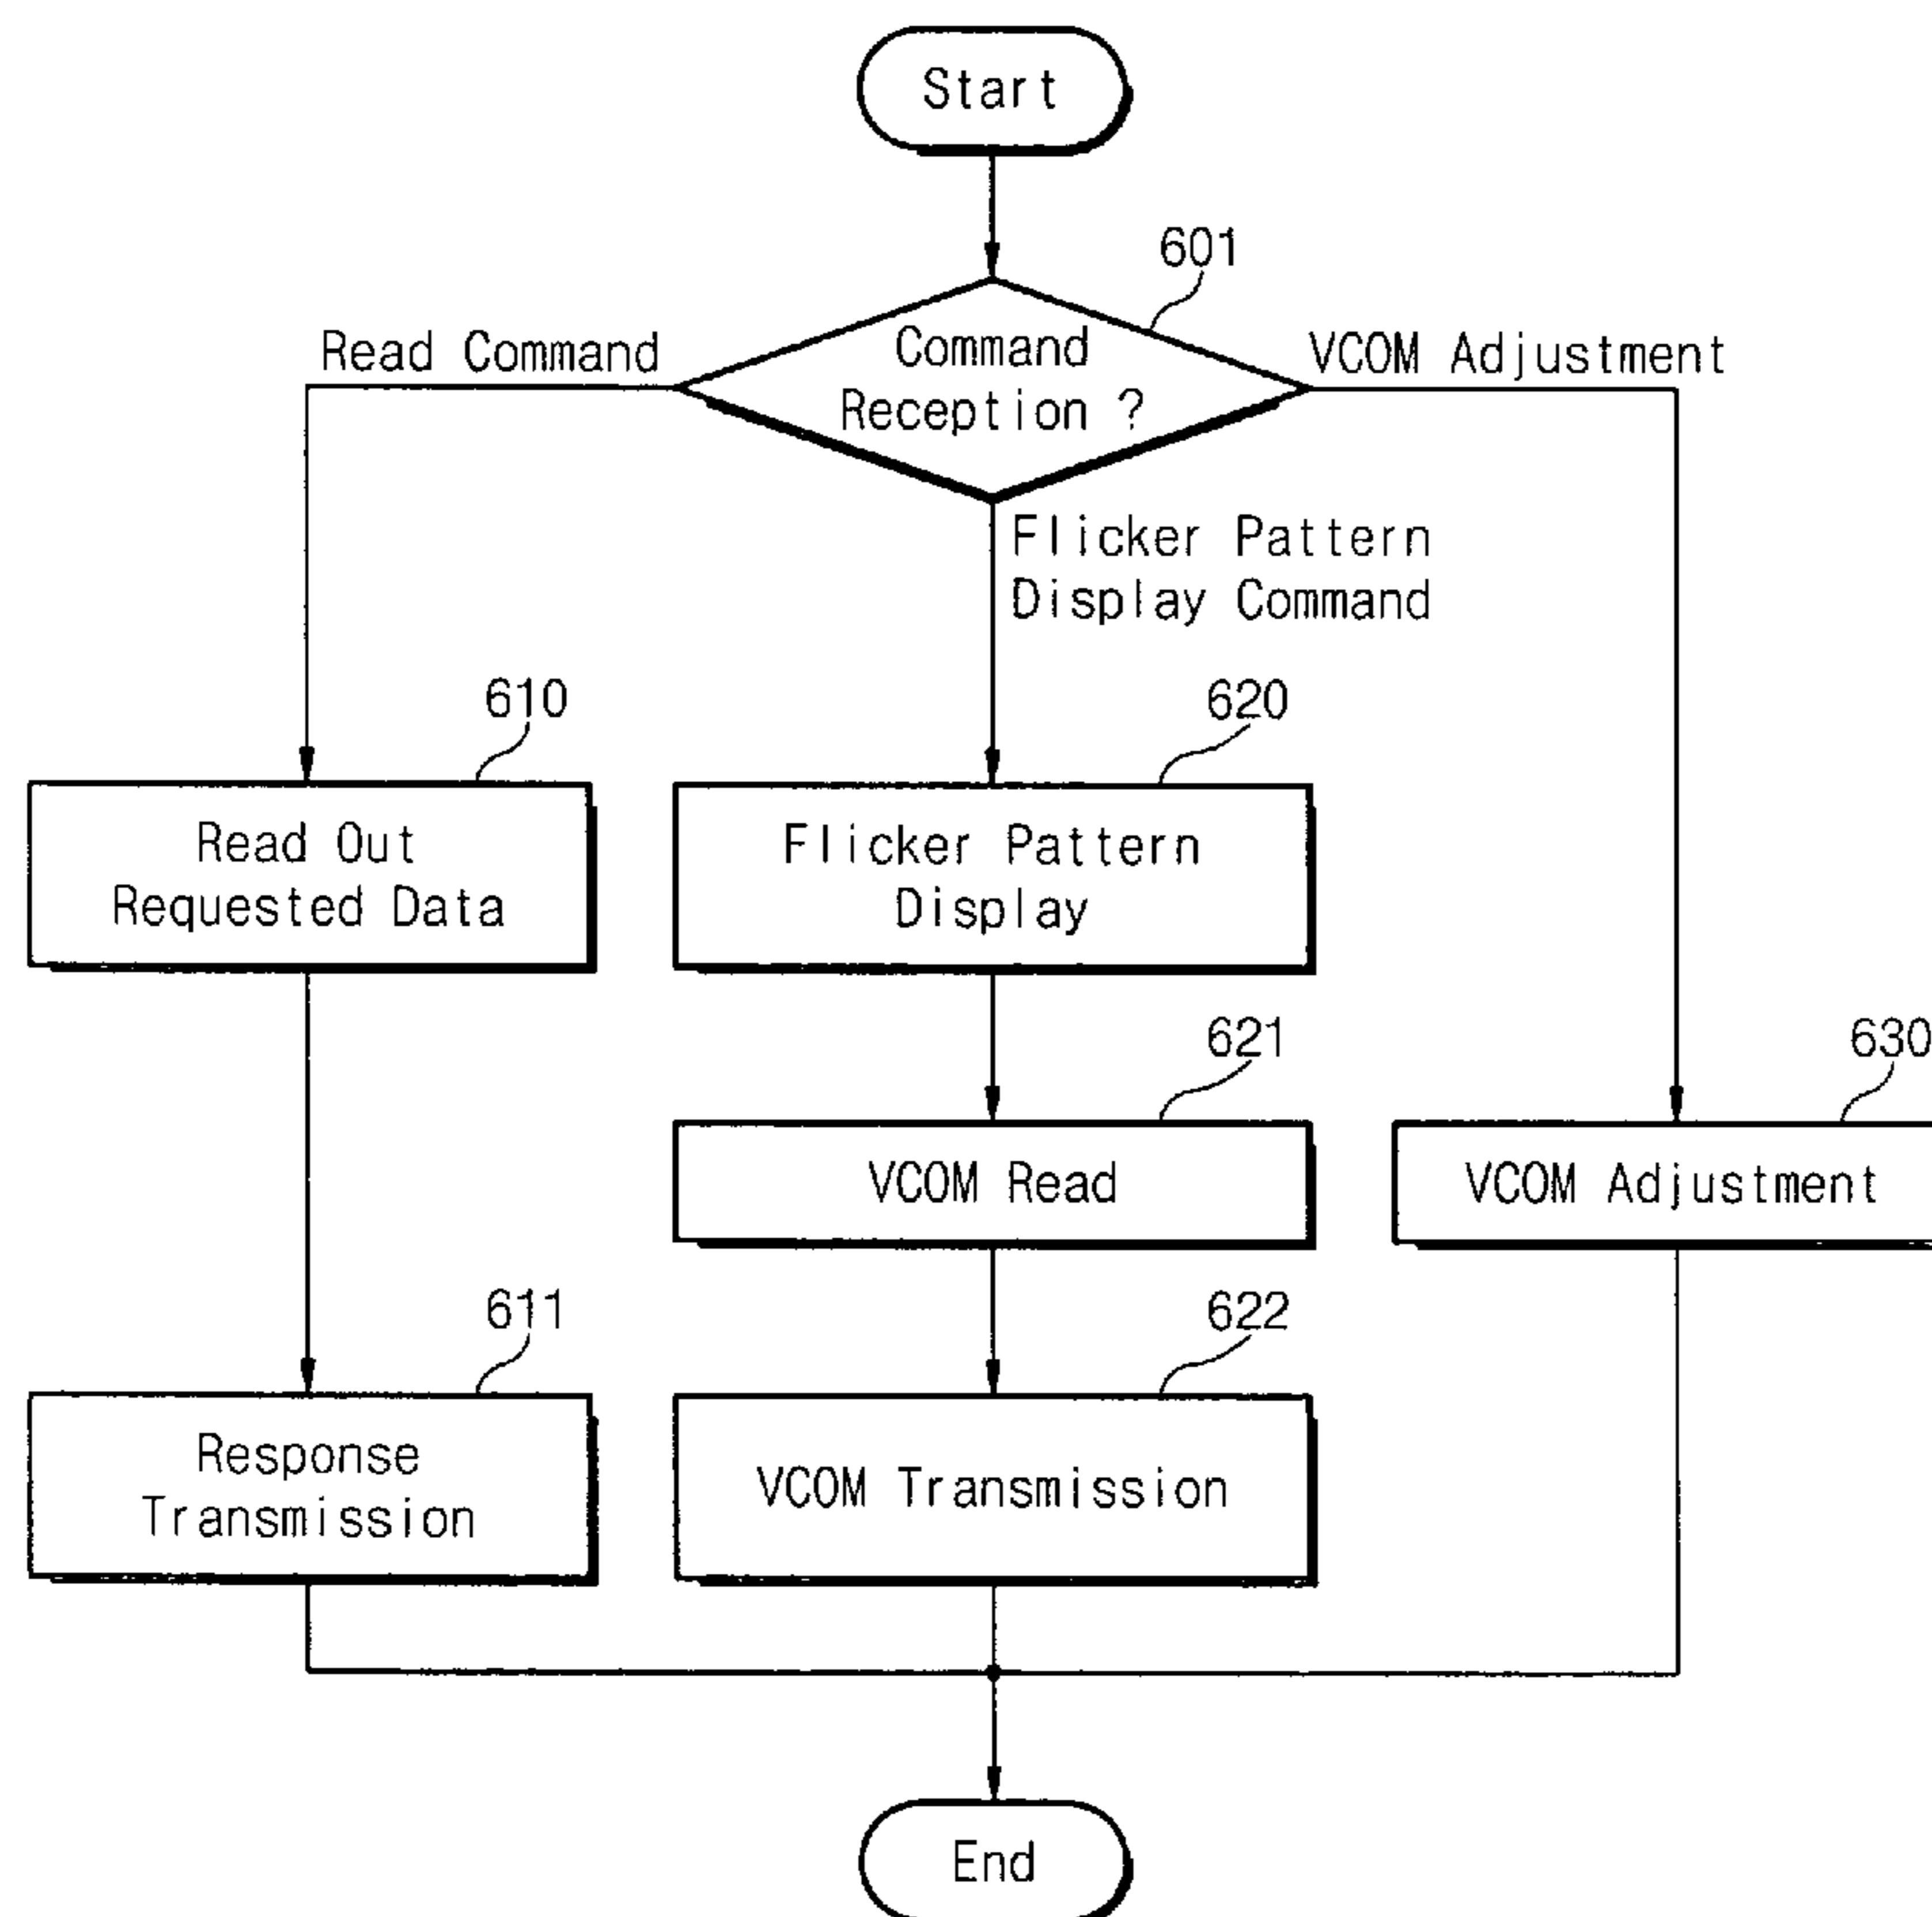 Start
601
Read Command
Command
Reception ?
VCOM Adjustment
Flicker Pattern
Display Command
610
620
Read Out
Requested Data
Flicker Pattern
Display
621
630
VCOM Read
VCOM Adjustment
611
622
Response
Transmission
VCOM Transmission
End